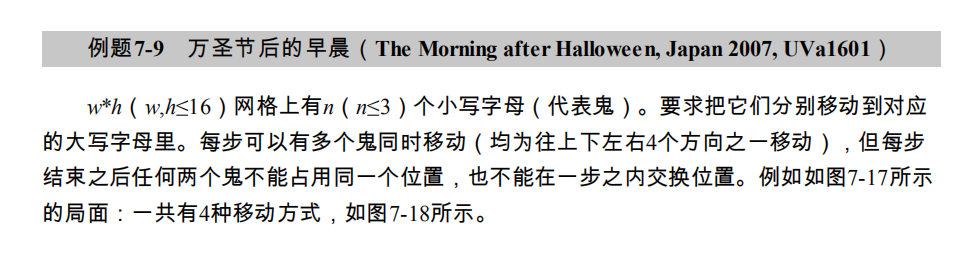 例题7-9 万圣节后的早晨（The Morning after Halloween, Japan 2007, UVa1601）
w*h（w,h≤16）网格上有n（n≤3）个小写字母（代表鬼）。要求把它们分别移动到对应
的大写字母里。每步可以有多个鬼同时移动（均为往上下左右4个方向之一移动），但每步
结束之后任何两个鬼不能占用同一个位置，也不能在一步之内交换位置。例如如图7-17所示
的局面：一共有4种移动方式，如图7-18所示。